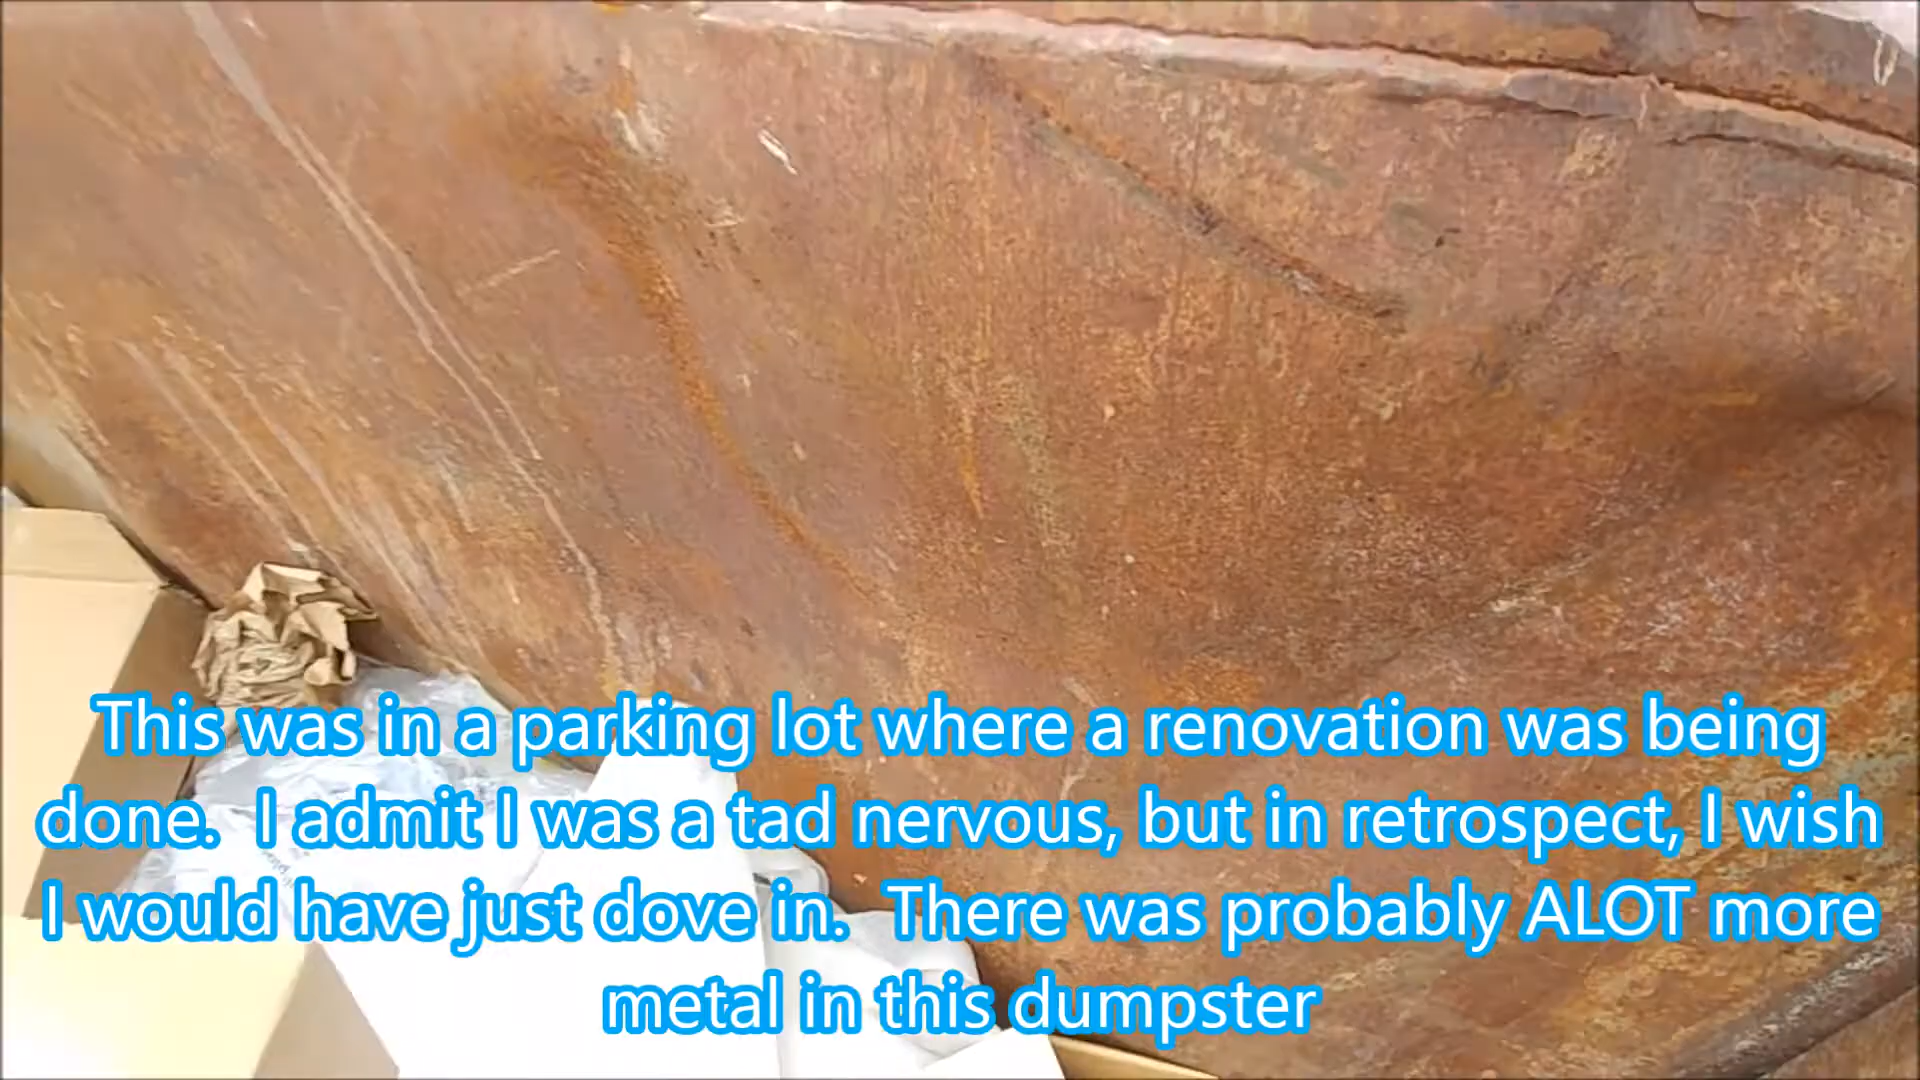 This was in a parking lot where a renovation was being
done.  I admit I was a tad nervous, but in retrospect, I wish
I would have just dove in.  There was probably ALOT more
metal in this dumpster